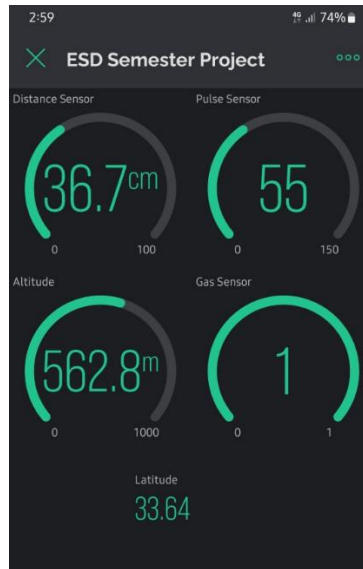 2:59 4G 74%
ESD Semester Project
Distance Sensor Pulse Sensor
36.7cm 55
0 100 0 150
Altitude Gas Sensor
562.8m 1
0 1000 0 1
Latitude
33.64